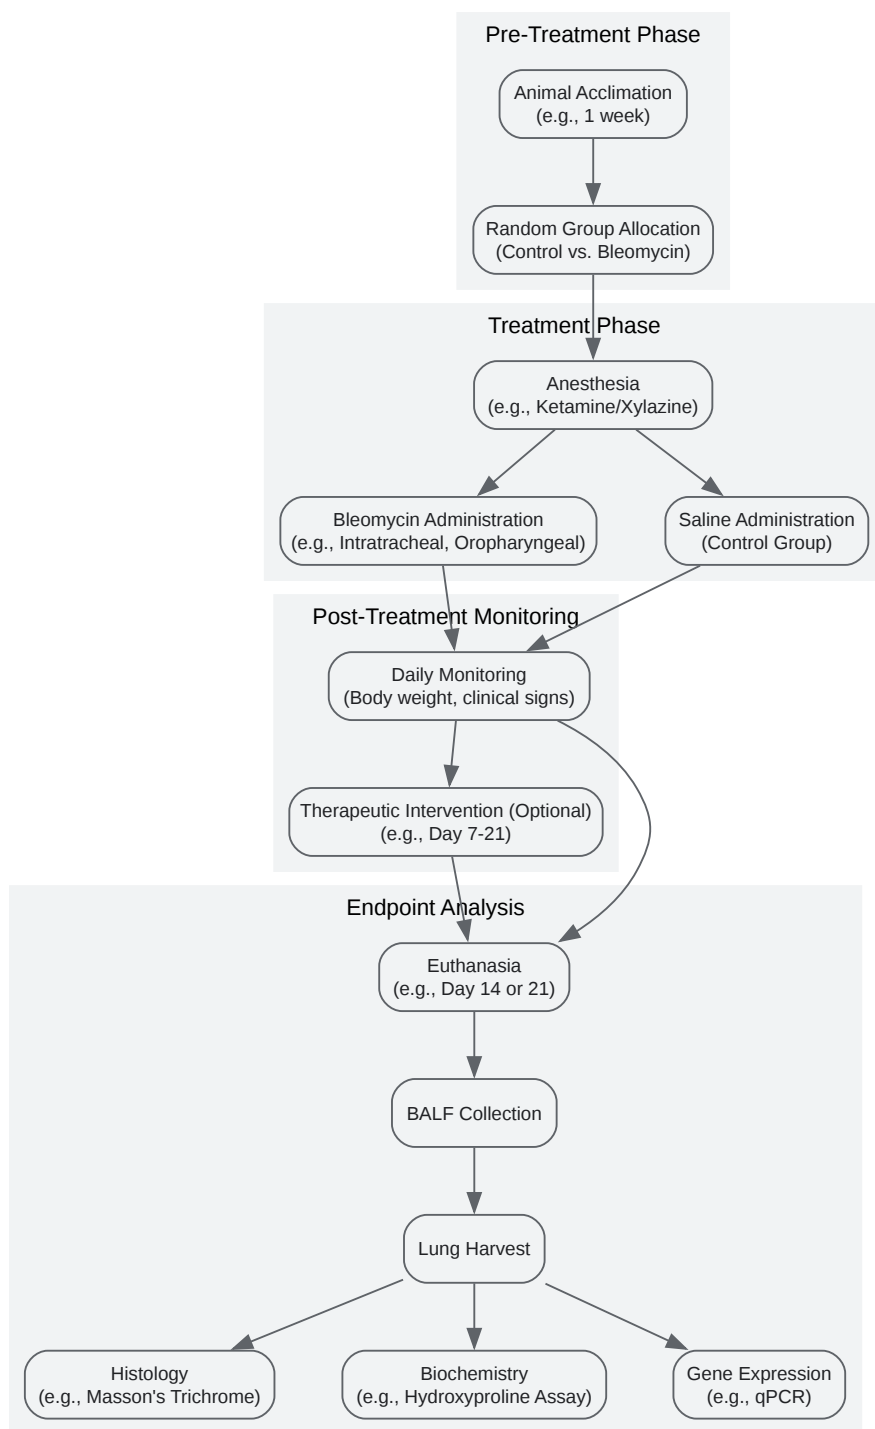 Pre-Treatment Phase
Animal Acclimation
(e.g., 1 week)
Random Group Allocation
(Control vs. Bleomycin)
Treatment Phase
Anesthesia
(e.g., Ketamine/Xylazine)
Bleomycin Administration
(e.g., Intratracheal, Oropharyngeal)
Saline Administration
(Control Group)
Post-Treatment Monitoring
Daily Monitoring
(Body weight, clinical signs)
Therapeutic Intervention (Optional)
(e.g., Day 7-21)
Endpoint Analysis
Euthanasia
(e.g., Day 14 or 21)
BALF Collection
Lung Harvest
Histology
(e.g., Masson's Trichrome)
Biochemistry
(e.g., Hydroxyproline Assay)
Gene Expression
(e.g., qPCR)